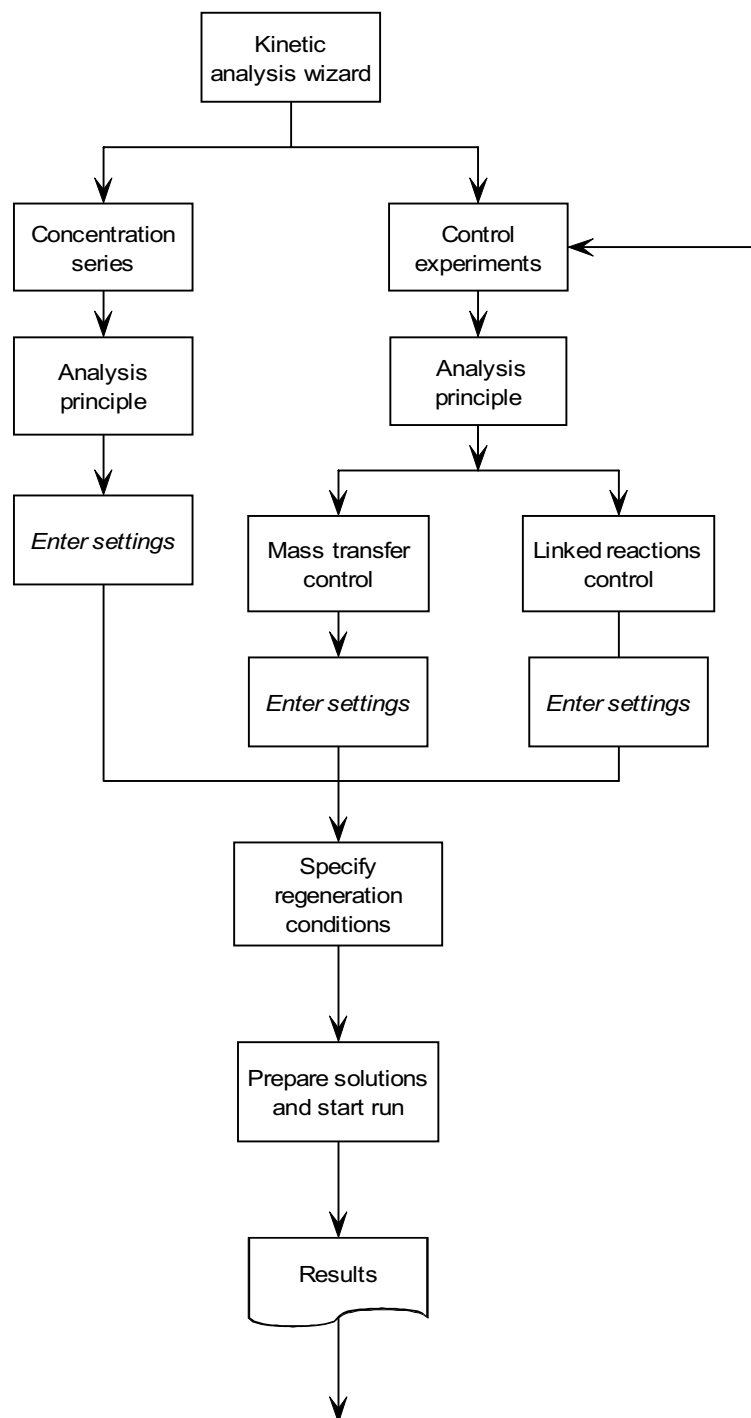 Kinetic
analysis wizard
Concentration
series
Control
experiments
Analysis
principle
Analysis
principle
Enter settings
Mass transfer
control
Linked reactions
control
Enter settings
Enter settings
Specify
regeneration
conditions
Prepare solutions
and start run
Results